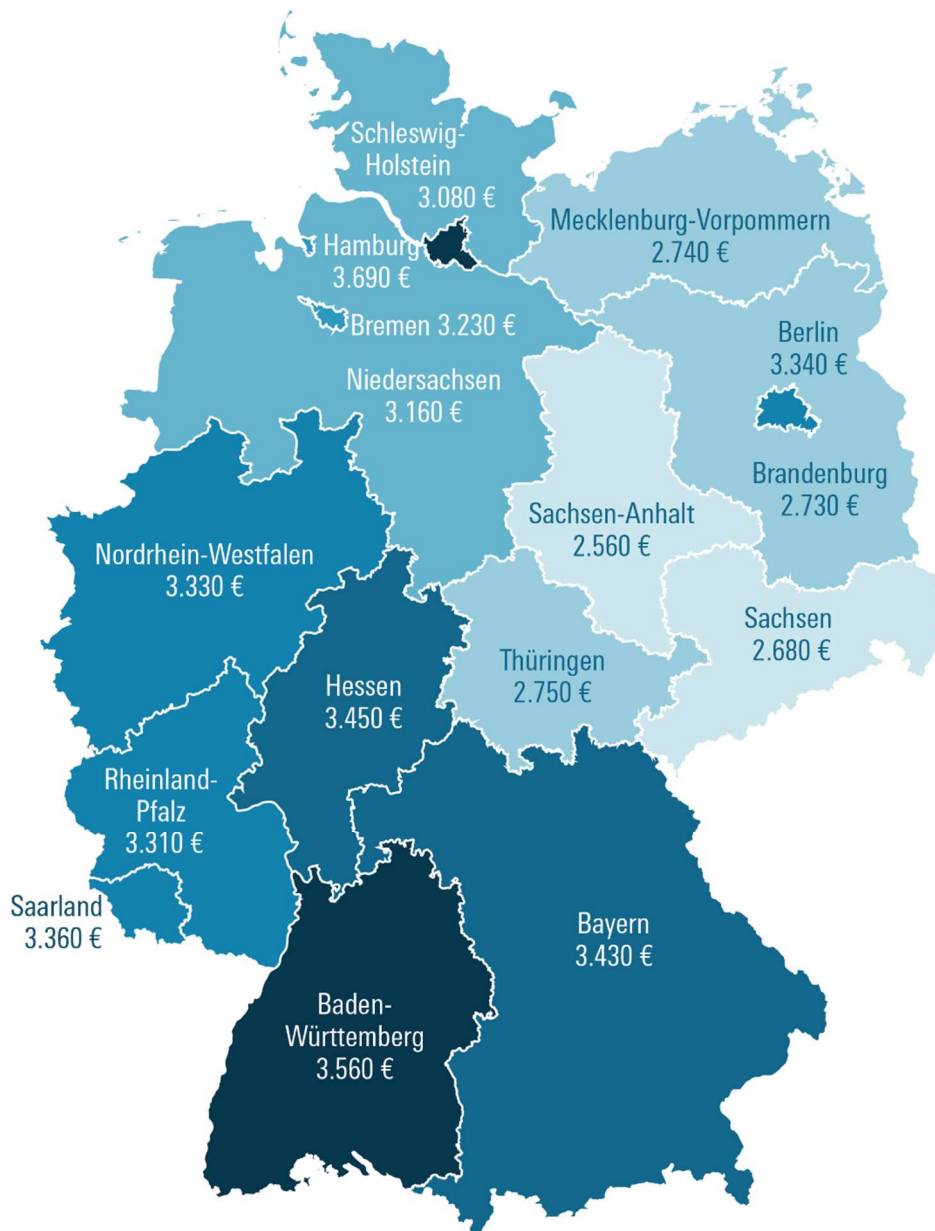 Schleswig-
Holstein
3.080 €
Mecklenburg-Vorpommern
2.740 €
Hamburg
3.690 €
Bremen 3.230 €
Berlin
3.340 €
Niedersachsen
3.160 €
Brandenburg
2.730 €
Sachsen-Anhalt
2.560 €
Nordrhein-Westfalen
3.330 €
Sachsen
2.680 €
Thüringen
2.750 €
Hessen
3.450 €
Rheinland-
Pfalz
3.310 €
Saarland
3.360 €
Bayern
3.430 €
Baden-
Württemberg
3.560 €